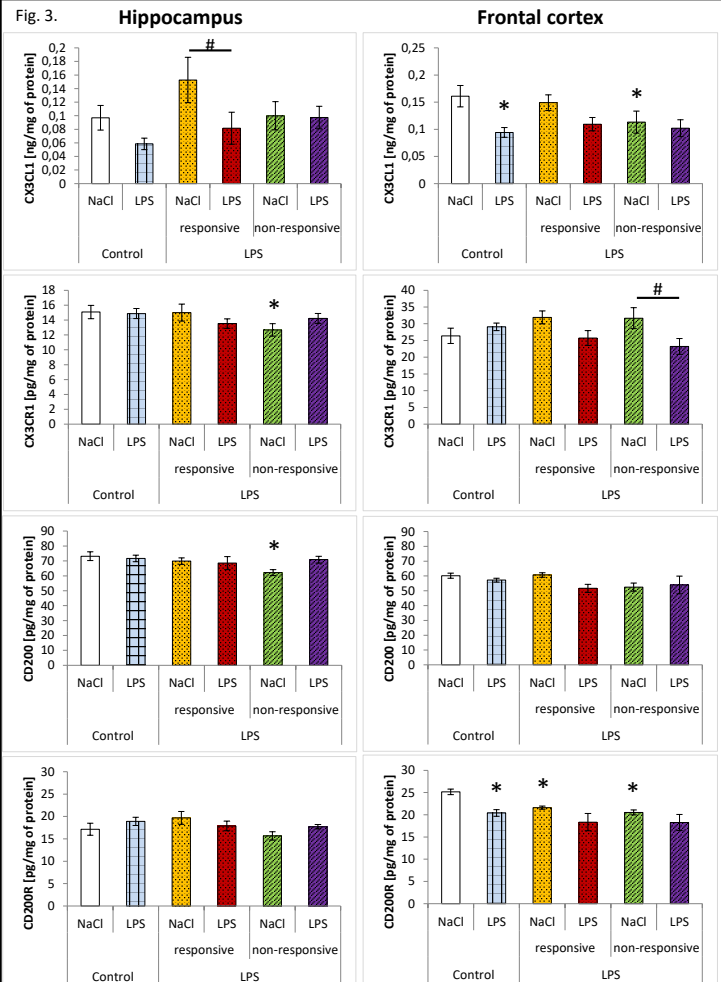 Fig. 3.
Hippocampus
Frontal cortex
CX3CL1 [ng/mg of protein]
0,2
0,18
0,16
0,14
0,12
0,1
0,08
0,06
0,04
0,02
0
#
NaCl LPS NaCl LPS NaCl LPS
responsive non-responsive
Control LPS
CX3CL1 [ng/mg of protein]
0,25
0,2
0,15
0,1
0,05
0
* *
NaCl LPS NaCl LPS NaCl LPS
responsive non-responsive
Control LPS
CX3CR1 [pg/mg of protein]
18
16
14
12
10
8
6
4
2
0
*
NaCl LPS NaCl LPS NaCl LPS
responsive non-responsive
Control LPS
CX3CR1 [pg/mg of protein]
40
35
30
25
20
15
10
5
0
#
NaCl LPS NaCl LPS NaCl LPS
responsive non-responsive
Control LPS
CD200 [pg/mg of protein]
90
80
70
60
50
40
30
20
10
0
*
NaCl LPS NaCl LPS NaCl LPS
responsive non-responsive
Control LPS
CD200 [pg/mg of protein]
90
80
70
60
50
40
30
20
10
0
NaCl LPS NaCl LPS NaCl LPS
responsive non-responsive
Control LPS
CD200R [pg/mg of protein]
30
25
20
15
10
5
0
NaCl LPS NaCl LPS NaCl LPS
responsive non-responsive
Control LPS
CD200R [pg/mg of protein]
30
25
20
15
10
5
0
* * *
NaCl LPS NaCl LPS NaCl LPS
responsive non-responsive
Control LPS